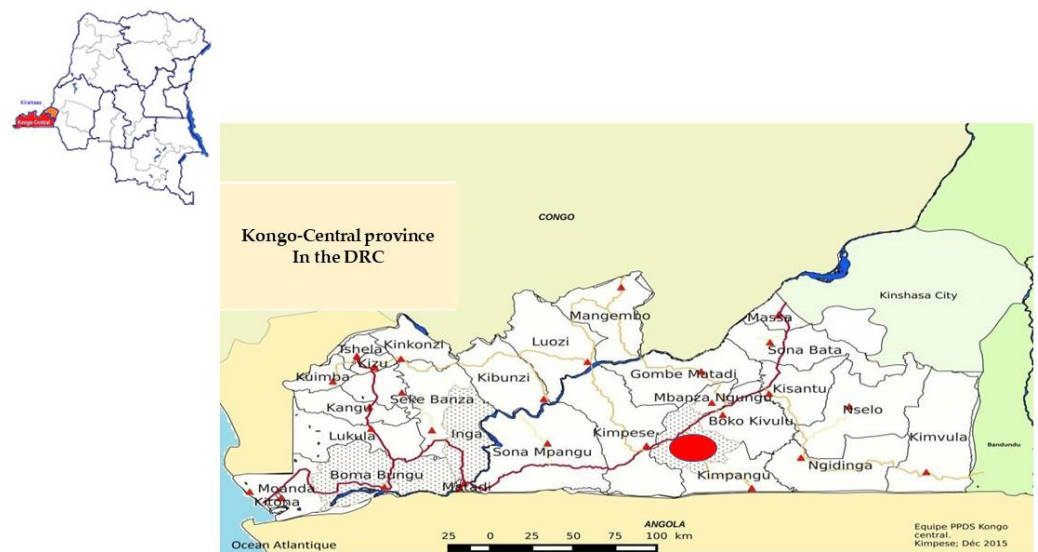 Kinshasa
Kongo-Central
Kongo-Central province
In the DRC
CONGO
Kinshasa City
Mangembo
Massa
Luozi
Sona Bata
Tshela
Kinkonzi
Kizu
Kuimba
Kibunzi
Gombe Matadi
Kisantu
Seke Banza
Mbanza Ngungu
Nselo
Kangu
Boko Kivulu
Lukula
Inga
Kimpese
Kimvula
Sona Mpangu
Bandundu
Boma Bungu
Ngidinga
Kimpangu
Moanda
Matadi
Kitona
ANGOLA
Equipe PPDS Kongo
central.
Kimpese; Déc 2015
Ocean Atlantique
25 0 25 50 75 100 km